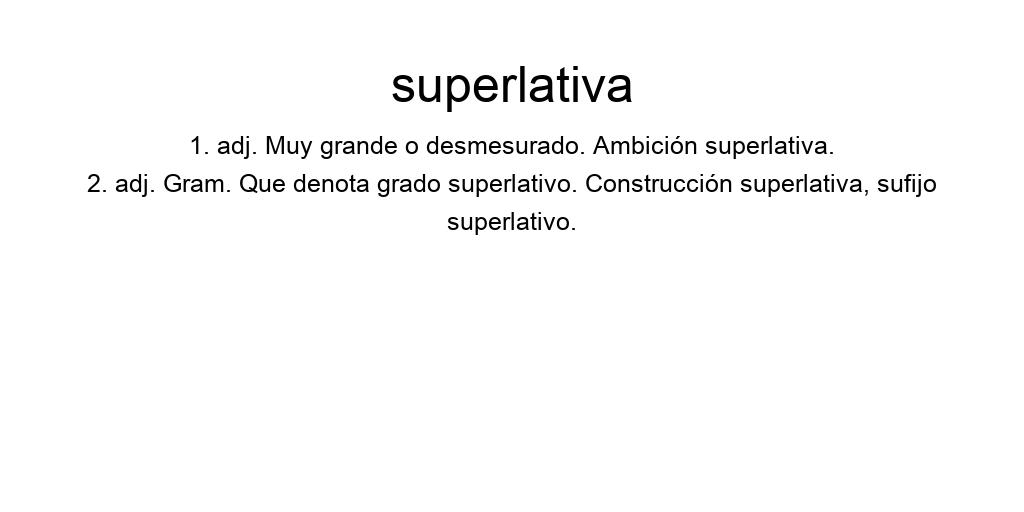 superlativa
1. adj. Muy grande o desmesurado. Ambición superlativa.
2. adj. Gram. Que denota grado superlativo. Construcción superlativa, sufijo
superlativo.